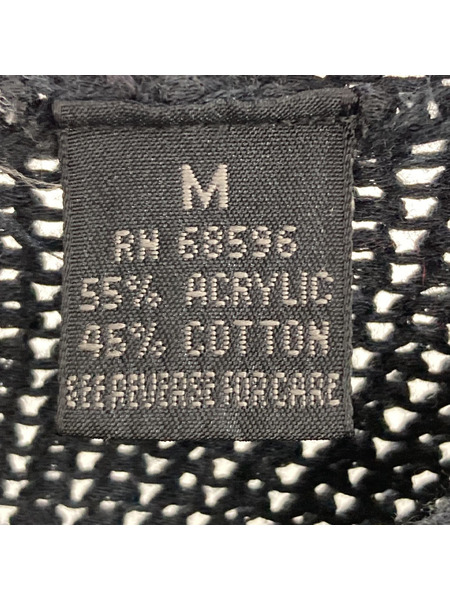 M
RN 68596
55% ACRYLIC
45% COTTON
SEE REVERSE FOR CARE